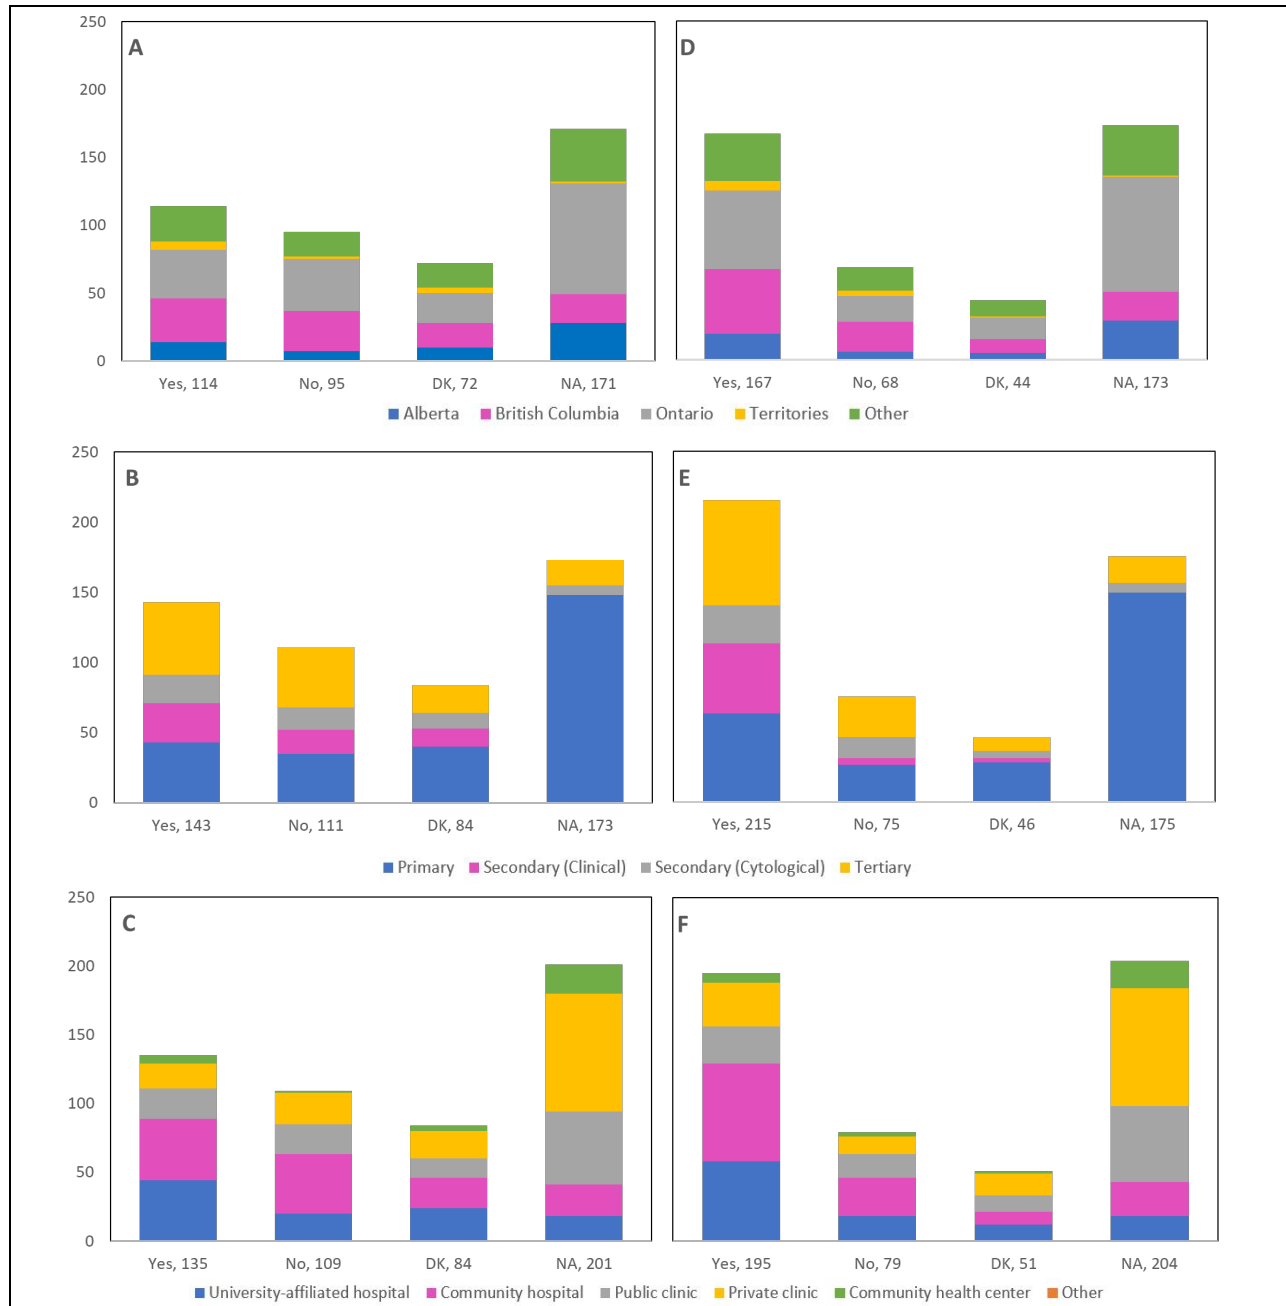 250
200
150
100
50
0
A
D
Yes, 114 No, 95 DK, 72 NA, 171
Yes, 167 No, 68 DK, 44 NA, 173
Alberta British Columbia Ontario Territories Other
250
200
150
100
50
0
B
E
Yes, 143 No, 111 DK, 84 NA, 173
Yes, 215 No, 75 DK, 46 NA, 175
Primary Secondary (Clinical) Secondary (Cytological) Tertiary
250
200
150
100
50
0
C
F
Yes, 135 No, 109 DK, 84 NA, 201
Yes, 195 No, 79 DK, 51 NA, 204
University-affiliated hospital Community hospital Public clinic Private clinic Community health center Other